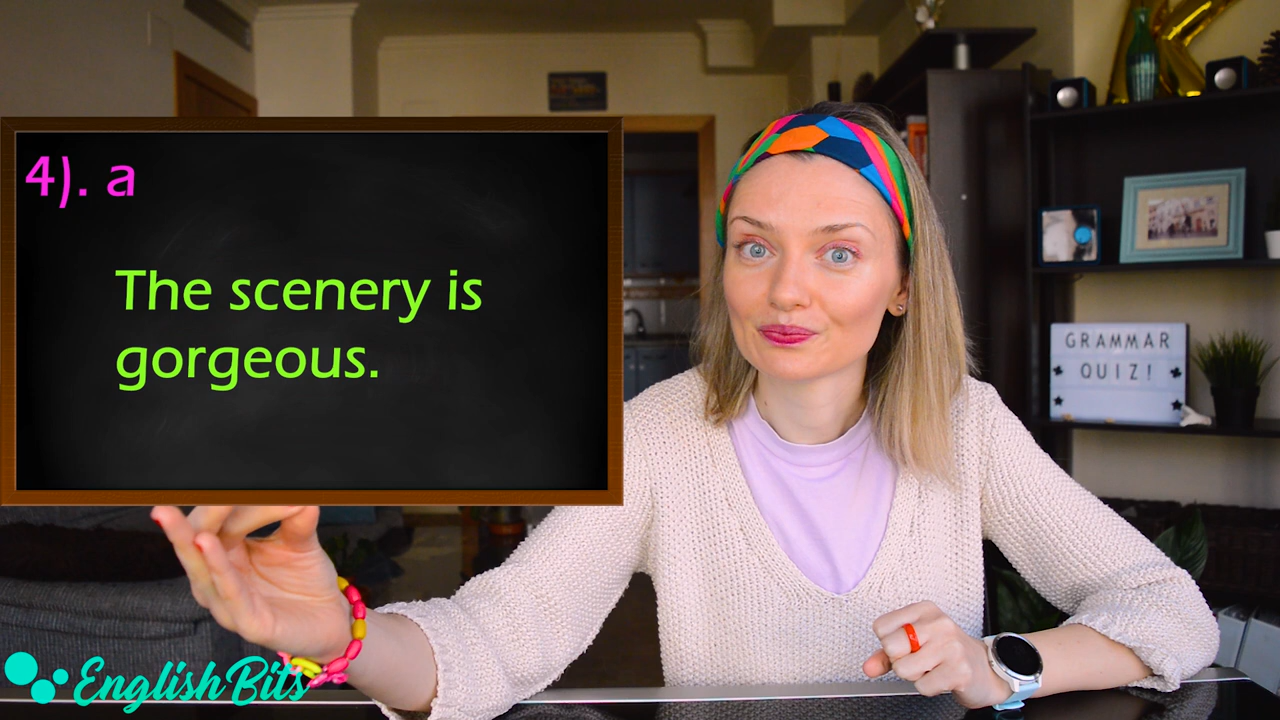 4). a
The scenery is
gorgeous.
GRAMMAR
QUIZ!
EnglishBits